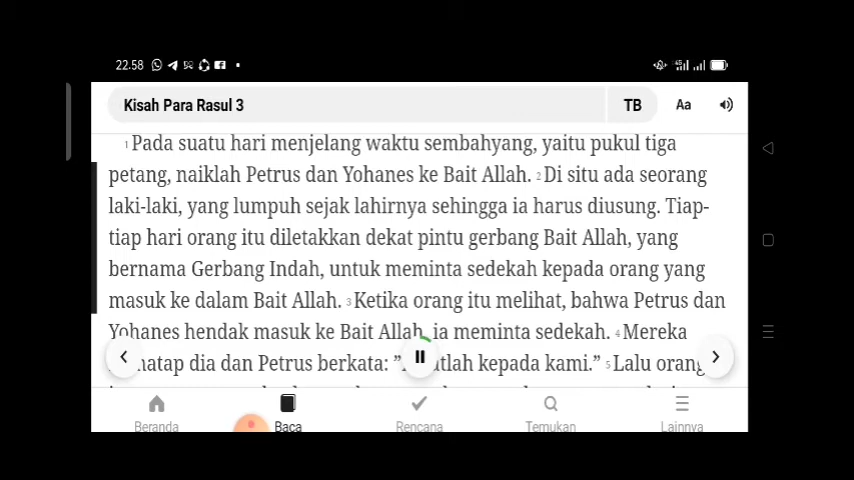 22.58
Kisah Para Rasul 3
TB
Aa
1 Pada suatu hari menjelang waktu sembahyang, yaitu pukul tiga
petang, naiklah Petrus dan Yohanes ke Bait Allah. 2 Di situ ada seorang
laki-laki, yang lumpuh sejak lahirnya sehingga ia harus diusung. Tiap-
tiap hari orang itu diletakkan dekat pintu gerbang Bait Allah, yang
bernama Gerbang Indah, untuk meminta sedekah kepada orang yang
masuk ke dalam Bait Allah. 3 Ketika orang itu melihat, bahwa Petrus dan
Yohanes hendak masuk ke Bait Allah, ia meminta sedekah. 4 Mereka
dia dan Petrus berkata: ” kepada kami.” 5 Lalu orang
Beranda
Baca
Rencana
Temukan
Lainnya